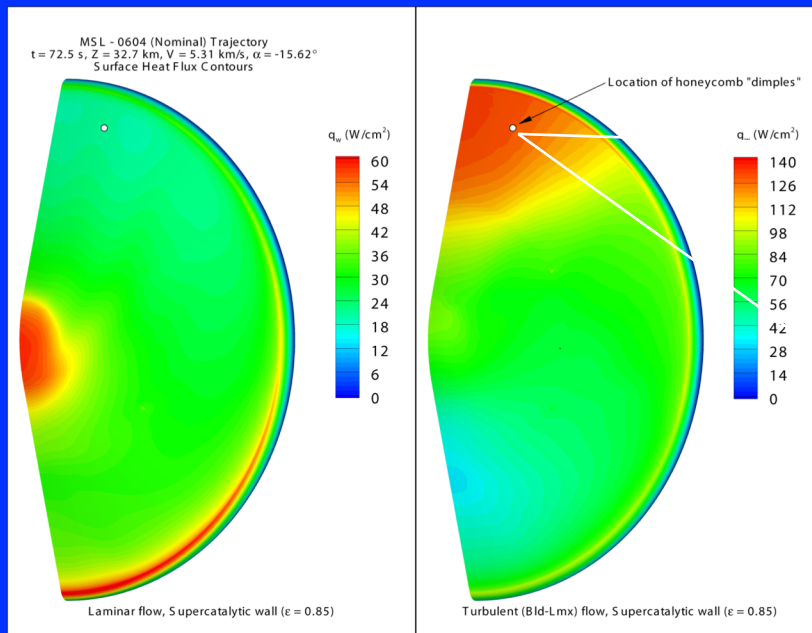 MSL - 0604 (Nominal) Trajectory
t = 72.5 s, Z = 32.7 km, V = 5.31 km/s, α = -15.62°
Surface Heat Flux Contours
q_w (W/cm²)
60
54
48
42
36
30
24
18
12
6
0
Laminar flow, Supercatalytic wall (ε = 0.85)
Location of honeycomb "dimples"
(W/cm²)
140
126
112
98
84
70
56
42
28
14
0
Turbulent (Bld-Lmx) flow, Supercatalytic wall (ε = 0.85)